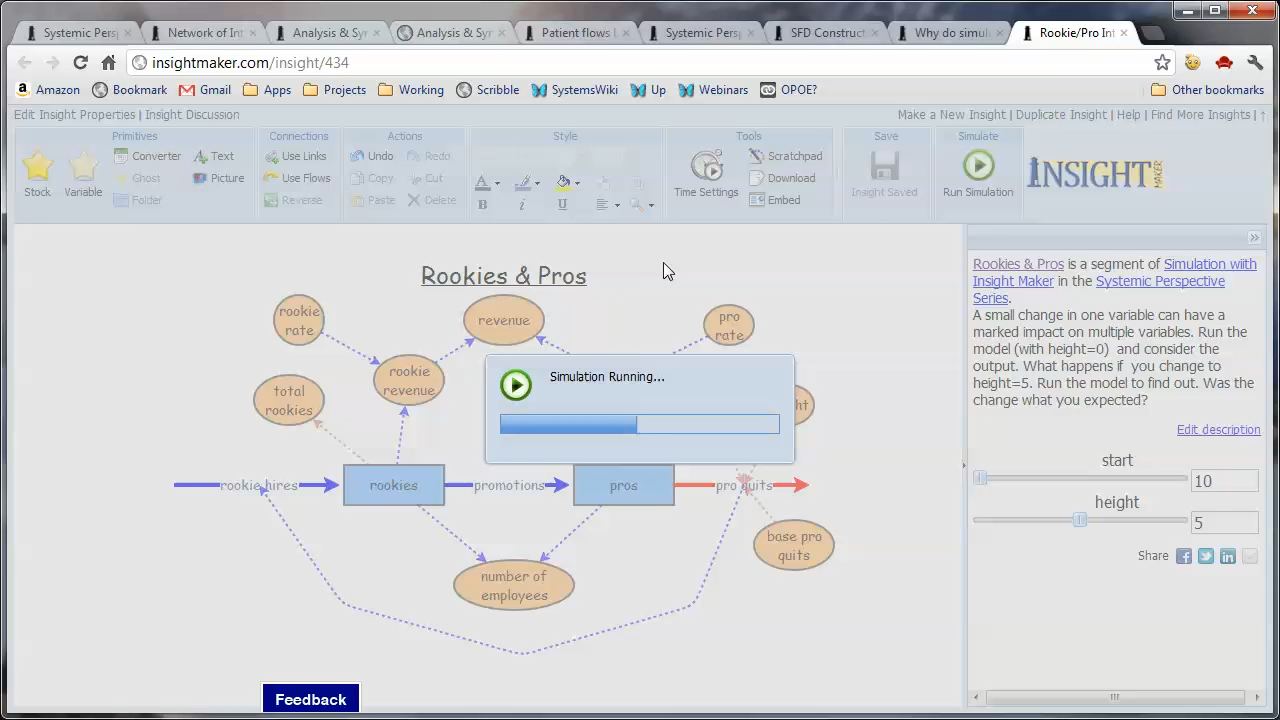 Systemic Pers
Network of Int
Analysis & Syr
Analysis & Syn
Patient flows
Systemic Persp
SFD Construct
Why do simul
Rookie/Pro Int
insightmaker.com/insight/434
Amazon
Bookmark
Gmail
Apps
Projects
Working
Scribble
SystemsWiki
Up
Webinars
OPOE?
Other bookmarks
Edit Insight Properties | Insight Discussion
Make a New Insight | Duplicate Insight | Help | Find More Insights | ↑
Primitives
Connections
Actions
Style
Tools
Save
Simulate
Stock
Variable
Converter
Text
Ghost
Picture
Folder
Use Links
Use Flows
Reverse
Undo
Redo
Copy
Cut
Paste
Delete
A
B
i
U
Time Settings
Scratchpad
Download
Embed
Insight Saved
Run Simulation
INSIGHT MAKER
Rookies & Pros
rookie
rate
revenue
pro
rate
rookie
revenue
total
rookies
ht
rookie hires
rookies
promotions
pros
pro quits
base pro
quits
number of
employees
Simulation Running...
Rookies & Pros is a segment of Simulation with
Insight Maker in the Systemic Perspective
Series.
A small change in one variable can have a
marked impact on multiple variables. Run the
model (with height=0) and consider the
output. What happens if you change to
height=5. Run the model to find out. Was the
change what you expected?
Edit description
start
10
height
5
Share
Feedback